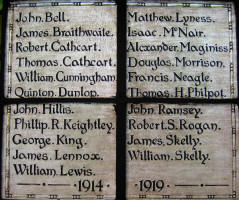 John. Bell.
James. Braithwaite.
Robert. Cathcart.
Thomas. Cathcart.
William. Cunningham.
Quinton. Dunlop.
John. Hillis.
Phillip. R. Keightley.
George. King.
James. Lennox.
William. Lewis.
1914
Matthew. Lyness.
Isaac. McNair.
Alexander. Maginiss
Douglas. Morrison.
Francis. Neagle.
Thomas. H. Philpot.
John. Ramsey.
Robert. S. Rogan.
James. Skelly.
William. Skelly.
1919